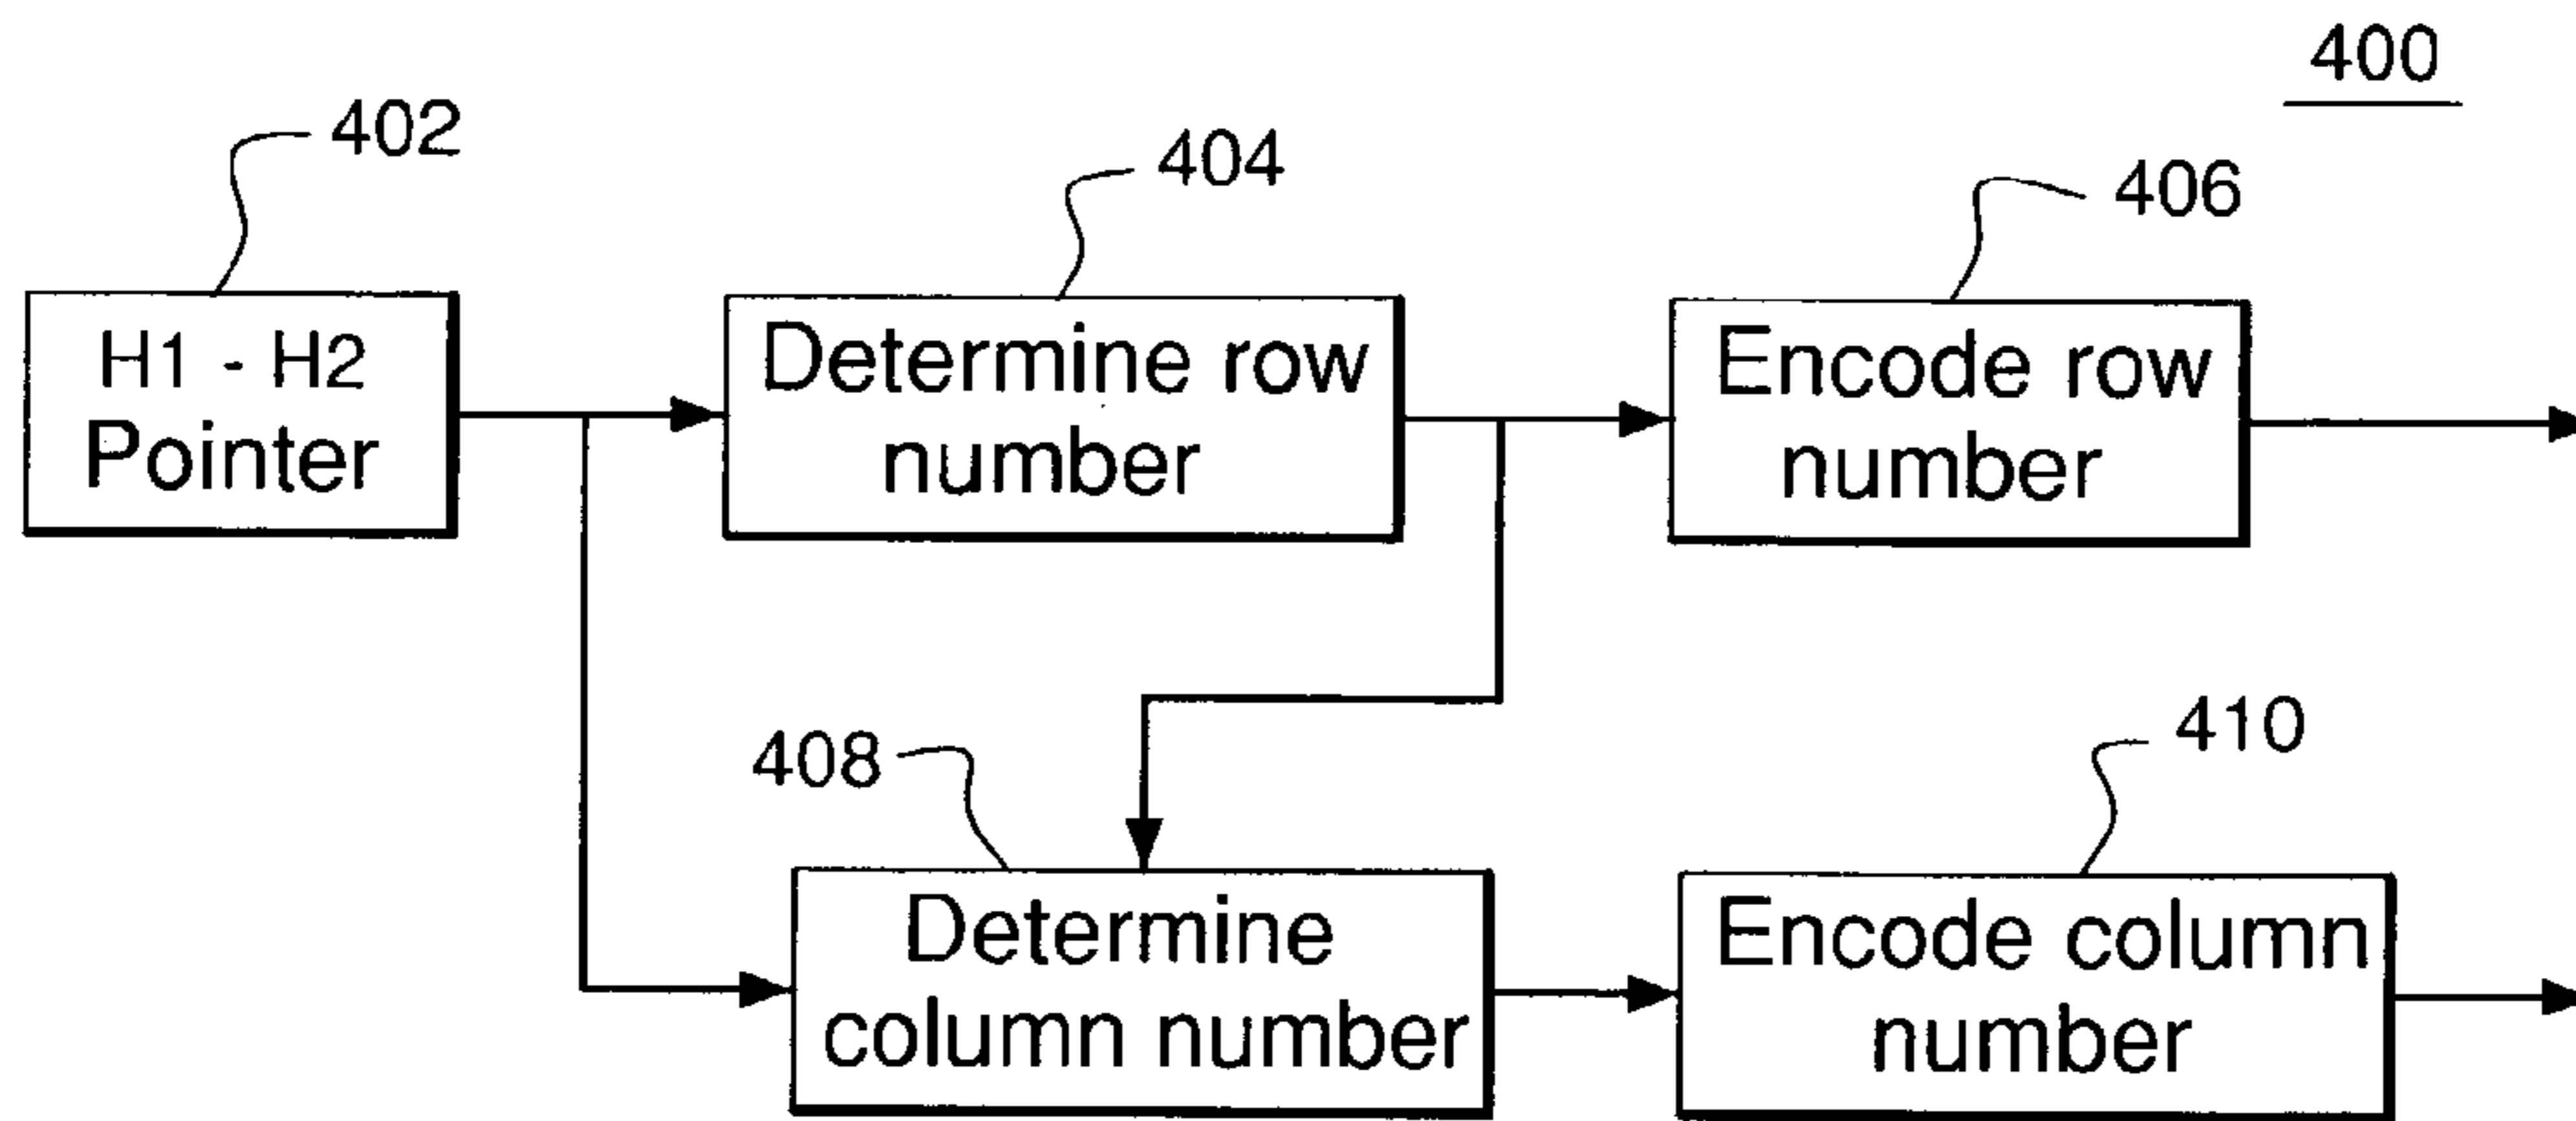 400
402
404
406
H1 - H2
Pointer
Determine row
number
Encode row
number
408
410
Determine
column number
Encode column
number